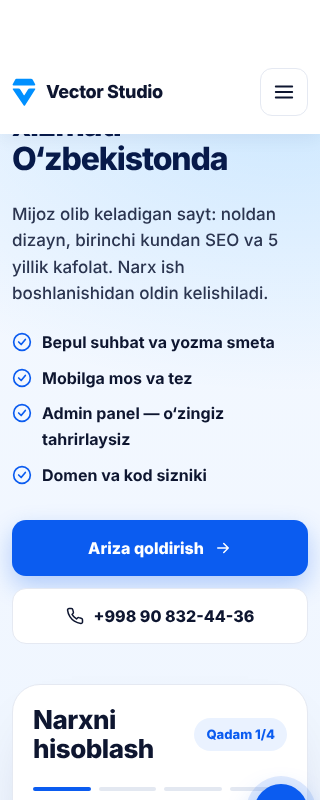 Vector Studio
O‘zbekistonda
Mijoz olib keladigan sayt: noldan
dizayn, birinchi kundan SEO va 5
yillik kafolat. Narx ish
boshlanishidan oldin kelishiladi.
Bepul suhbat va yozma smeta
Mobilga mos va tez
Admin panel — o‘zingiz
tahrirlaysiz
Domen va kod sizniki
Ariza qoldirish →
+998 90 832-44-36
Narxni
hisoblash
Qadam 1/4